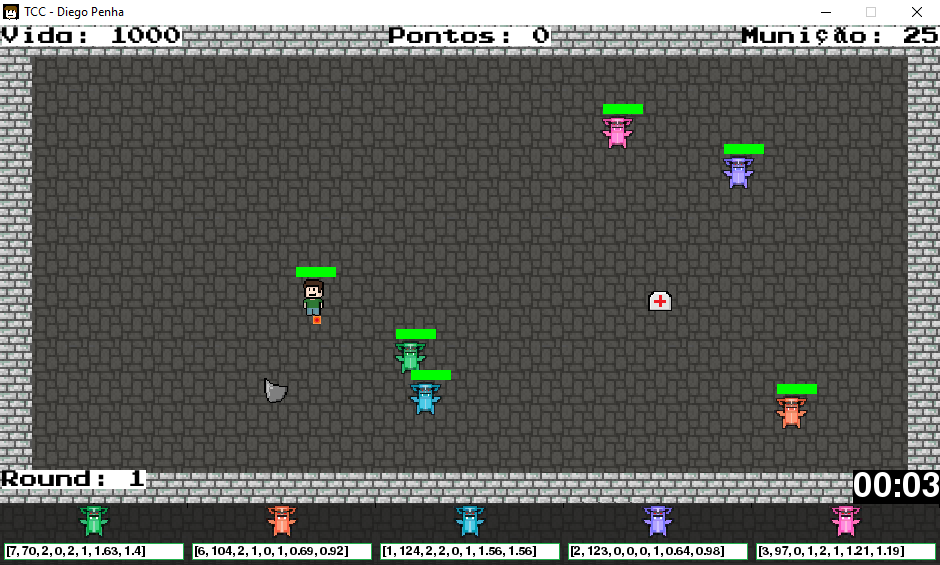 TCC - Diego Penha
Vida: 1000 Pontos: 0 Munição: 25
Round: 1 00:03
[7, 70, 2, 0, 2, 1, 1.63, 1.4] [6, 104, 2, 1, 0, 1, 0.69, 0.92] [1, 124, 2, 2, 0, 1, 1.56, 1.56] [2, 123, 0, 0, 0, 1, 0.64, 0.98] [3, 97, 0, 1, 2, 1, 1.21, 1.19]